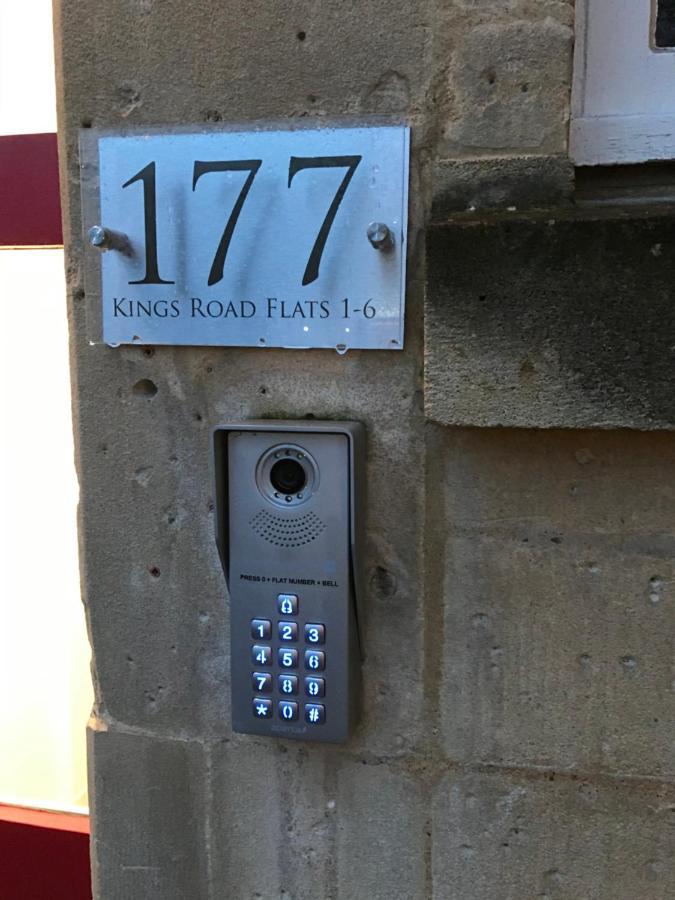 177
KINGS ROAD FLATS 1-6
PRESS 0 + FLAT NUMBER + BELL
1 2 3
4 5 6
7 8 9
* 0 #